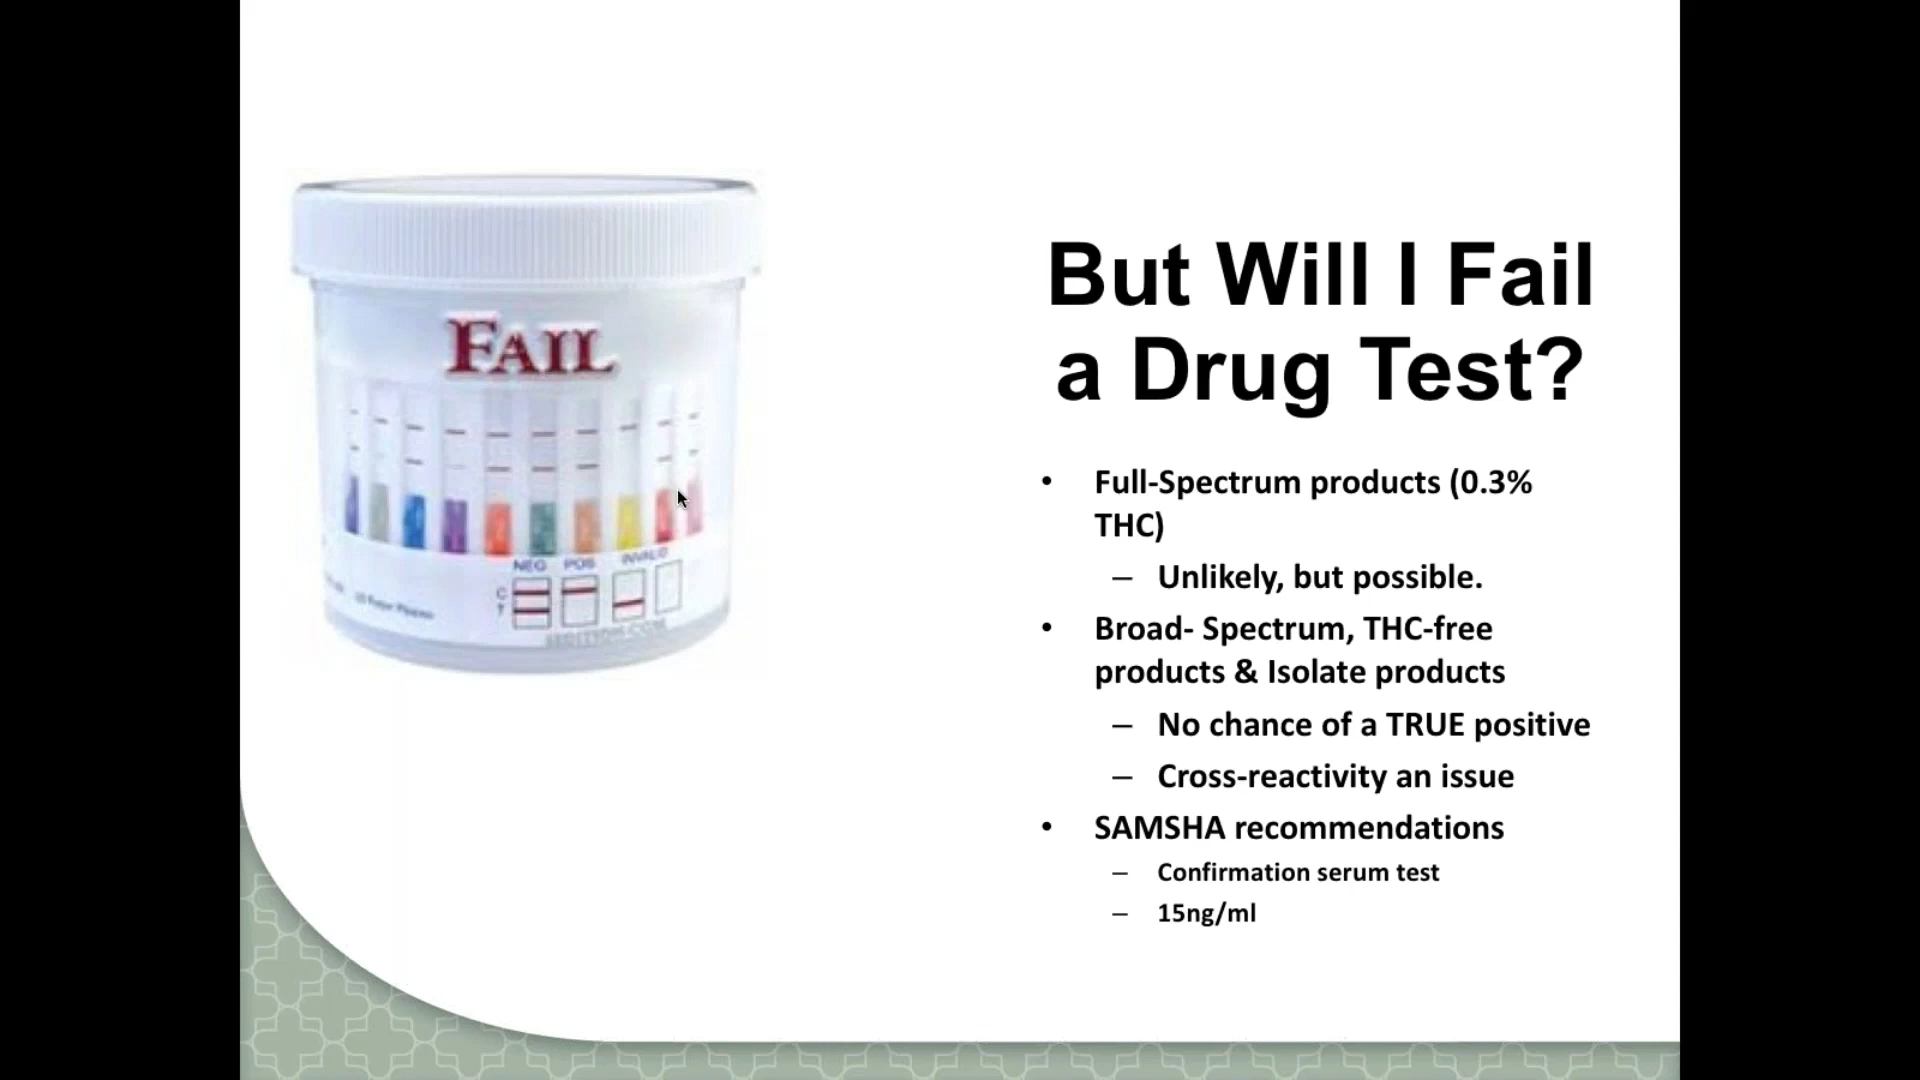 FAIL
NEG POS INVALID
C
T
But Will I Fail
a Drug Test?
• Full-Spectrum products (0.3%
THC)
– Unlikely, but possible.
• Broad- Spectrum, THC-free
products & Isolate products
– No chance of a TRUE positive
– Cross-reactivity an issue
• SAMSHA recommendations
– Confirmation serum test
– 15ng/ml